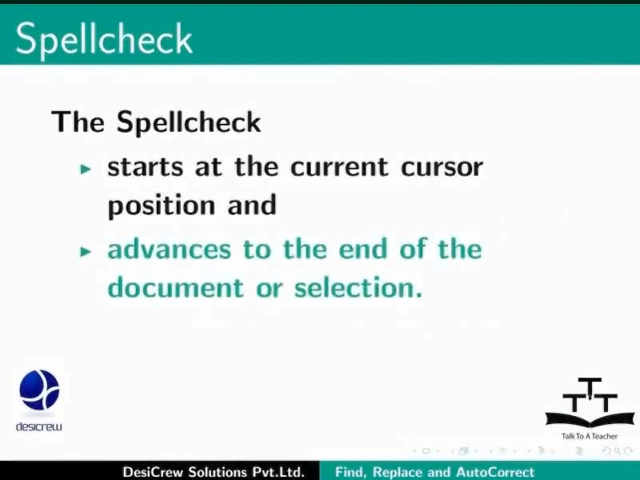 Spellcheck
The Spellcheck
starts at the current cursor
position and
advances to the end of the
document or selection.
desicrew
TTT
Talk To A Teacher
DesiCrew Solutions Pvt.Ltd. Find, Replace and AutoCorrect